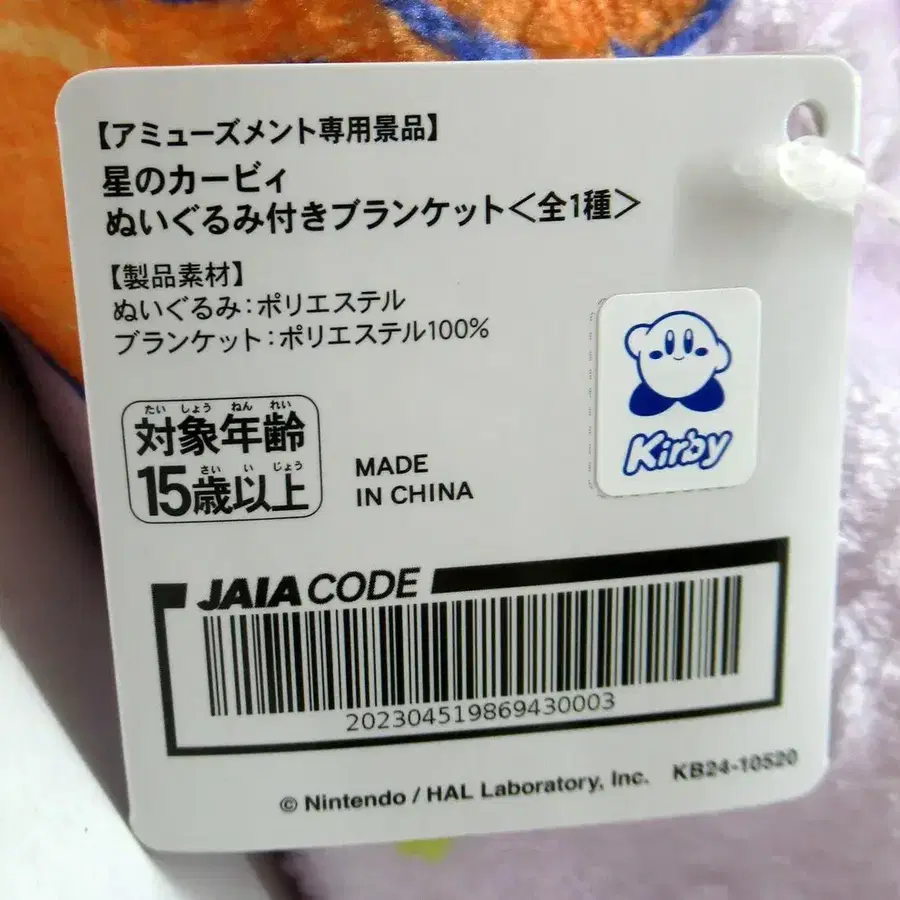 【アミューズメント専用景品】
星のカービィ
ぬいぐるみ付きブランケット<全1種>
【製品素材】
ぬいぐるみ:ポリエステル
ブランケット:ポリエステル100%
たい しょう ねん れい
対象年齢
さい い じょう
15歳以上
MADE
IN CHINA
Kirby
JAIA CODE
202304519869430003
© Nintendo / HAL Laboratory, Inc. KB24-10520